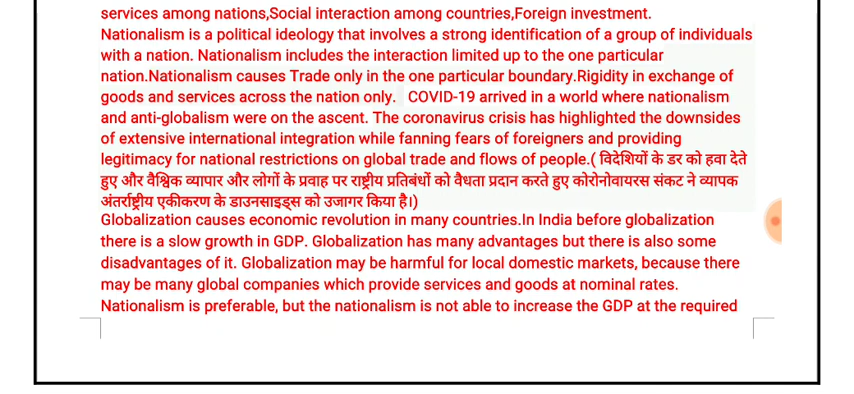 services among nations,Social interaction among countries,Foreign investment.
Nationalism is a political ideology that involves a strong identification of a group of individuals
with a nation. Nationalism includes the interaction limited up to the one particular
nation.Nationalism causes Trade only in the one particular boundary.Rigidity in exchange of
goods and services across the nation only. COVID-19 arrived in a world where nationalism
and anti-globalism were on the ascent. The coronavirus crisis has highlighted the downsides
of extensive international integration while fanning fears of foreigners and providing
legitimacy for national restrictions on global trade and flows of people.( विदेशियों के डर को हवा देते
हुए और वैश्विक व्यापार और लोगों के प्रवाह पर राष्ट्रीय प्रतिबंधों को वैधता प्रदान करते हुए कोरोनोवायरस संकट ने व्यापक
अंतर्राष्ट्रीय एकीकरण के डाउनसाइड्स को उजागर किया है।)
Globalization causes economic revolution in many countries.In India before globalization
there is a slow growth in GDP. Globalization has many advantages but there is also some
disadvantages of it. Globalization may be harmful for local domestic markets, because there
may be many global companies which provide services and goods at nominal rates.
Nationalism is preferable, but the nationalism is not able to increase the GDP at the required